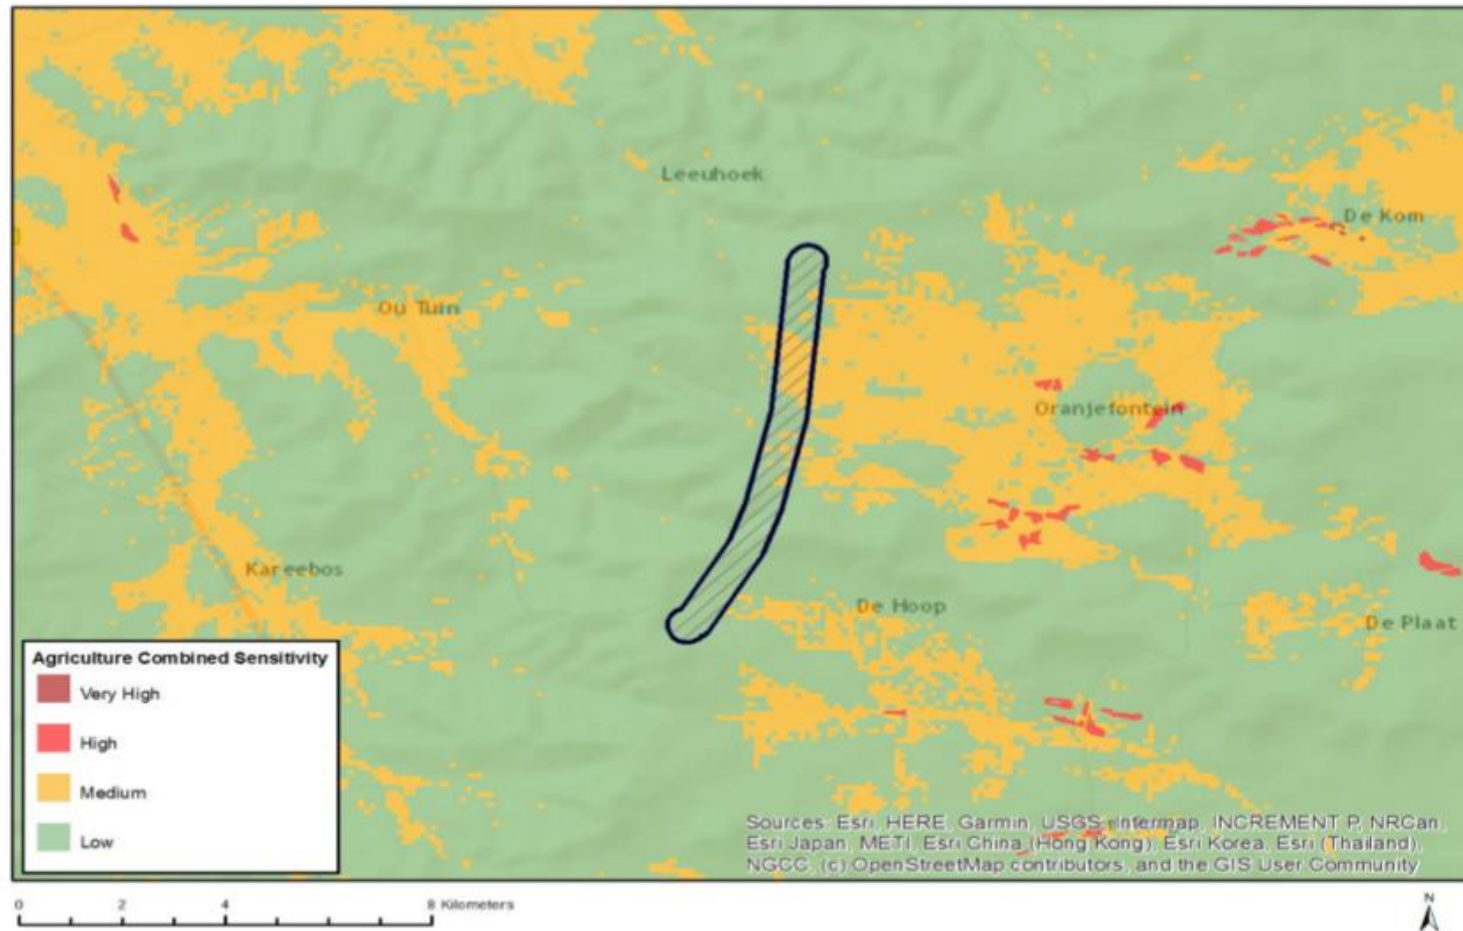 Leeuhoek
De Kom
Ou Tuin
Oranjefontein
Kareebos
De Hoop
De Plaat
Agriculture Combined Sensitivity
Very High
High
Medium
Low
Sources: Esri, HERE, Garmin, USGS, Intermap, INCREMENT P, NRCan,
Esri Japan, METI, Esri China (Hong Kong), Esri Korea, Esri (Thailand),
NGCC, (c) OpenStreetMap contributors, and the GIS User Community
0 2 4 8 Kilometers
N